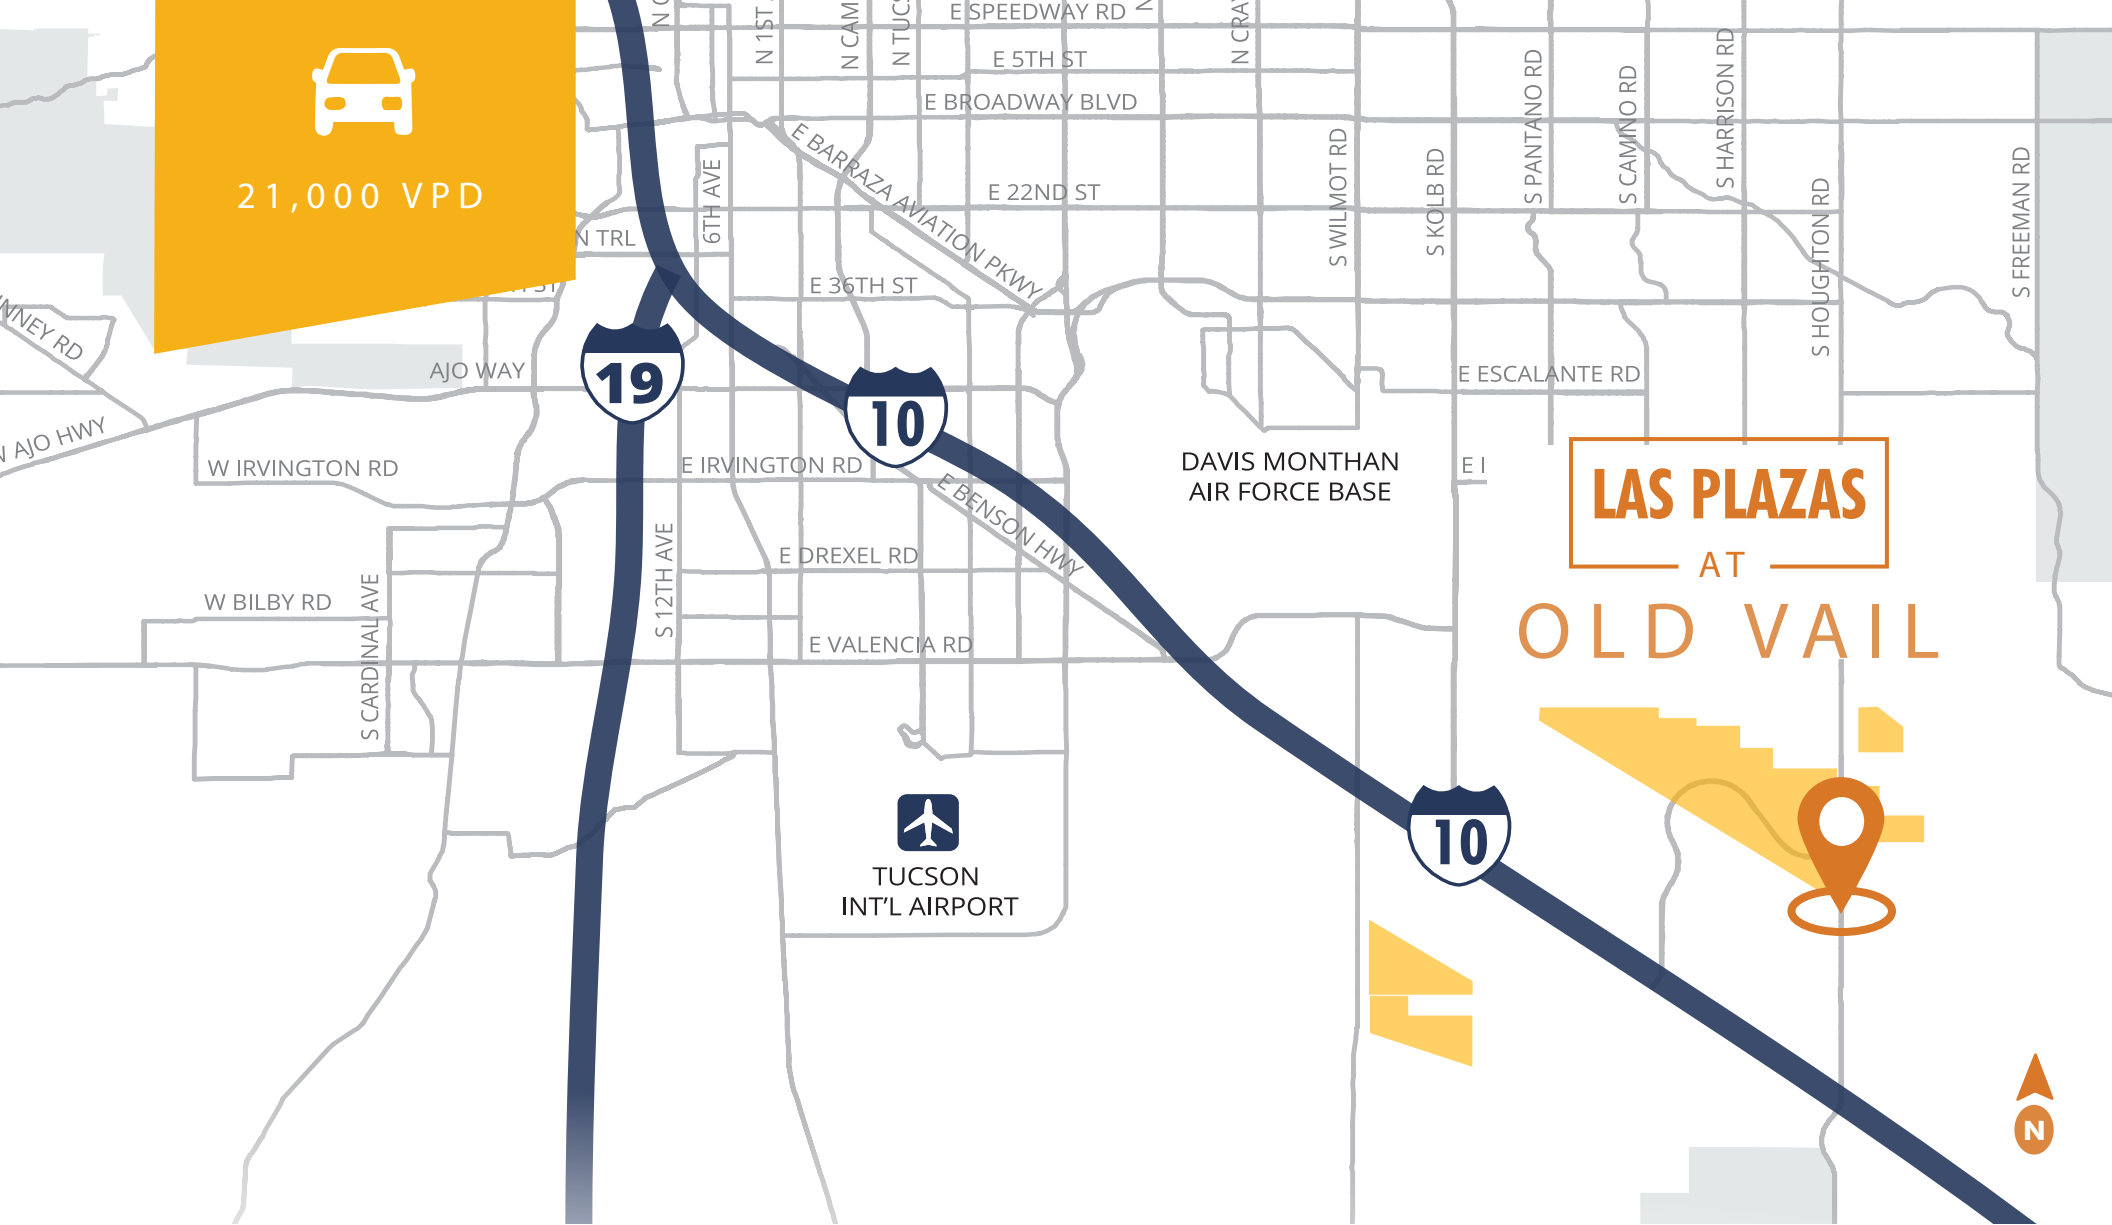 21,000 VPD
E SPEEDWAY RD
E 5TH ST
E BROADWAY BLVD
E BARRAZA AVIATION PKWY
E 22ND ST
N TRL
6TH AVE
E 36TH ST
N 1ST
N CAM
N TUCS
N CRA
S WILMOT RD
S KOLB RD
S PANTANO RD
S CAMINO RD
S HARRISON RD
S HOUGHTON RD
S FREEMAN RD
NNEY RD
AJO WAY
AJO HWY
19
10
E ESCALANTE RD
W IRVINGTON RD
E IRVINGTON RD
E BENSON HWY
DAVIS MONTHAN
AIR FORCE BASE
E I
LAS PLAZAS
AT
OLD VAIL
S 12TH AVE
E DREXEL RD
W BILBY RD
S CARDINAL AVE
E VALENCIA RD
TUCSON
INT'L AIRPORT
10
N